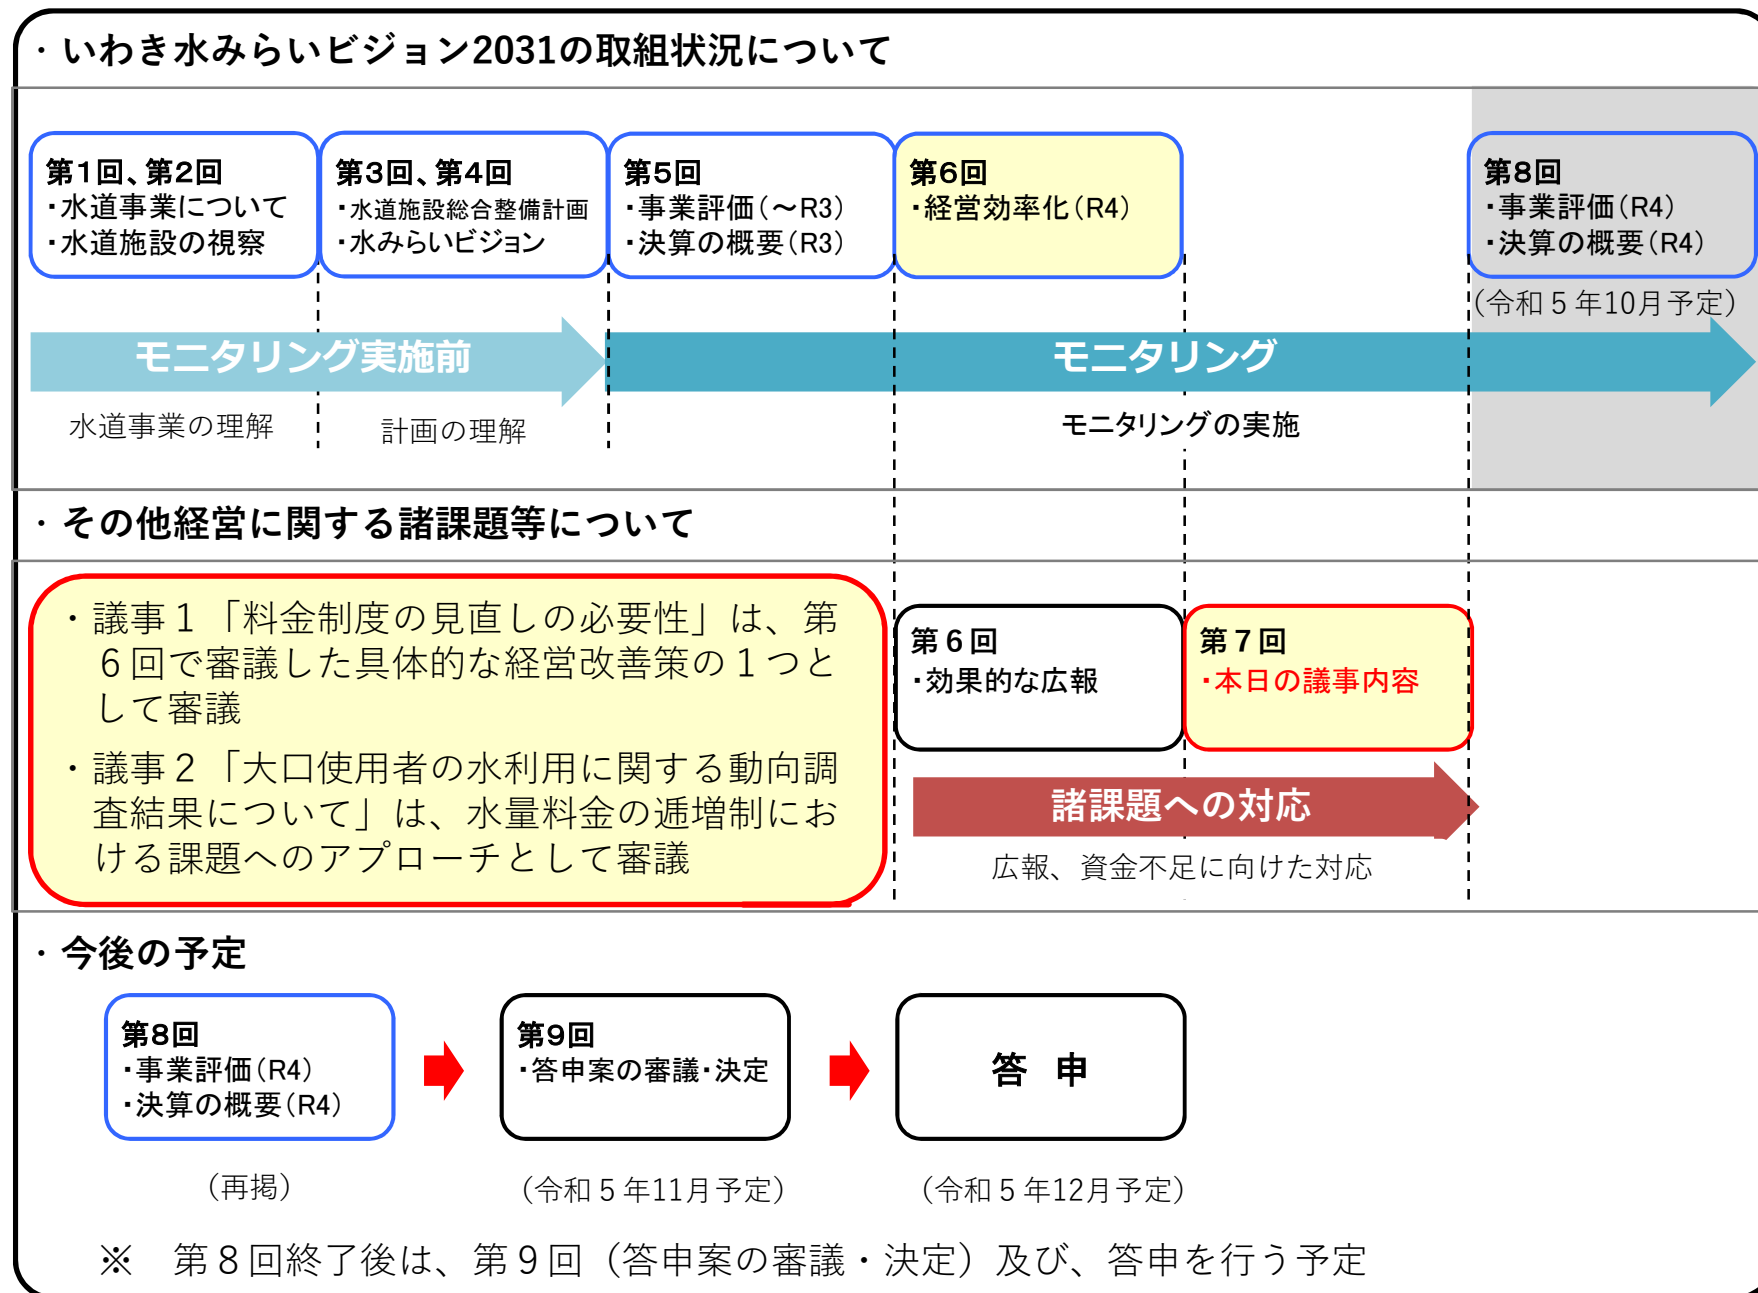 ・いわき水みらいビジョン2031の取組状況について
第1回、第2回
・水道事業について
・水道施設の視察
第3回、第4回
・水道施設総合整備計画
・水みらいビジョン
第5回
・事業評価（～R3）
・決算の概要（R3）
第6回
・経営効率化（R4）
第8回
・事業評価（R4）
・決算の概要（R4）
（令和５年10月予定）
モニタリング実施前
モニタリング
水道事業の理解
計画の理解
モニタリングの実施
・その他経営に関する諸課題等について
・議事１「料金制度の見直しの必要性」は、第
６回で審議した具体的な経営改善策の１つと
して審議
・議事２「大口使用者の水利用に関する動向調
査結果について」は、水量料金の逓増制にお
ける課題へのアプローチとして審議
第６回
・効果的な広報
第７回
・本日の議事内容
諸課題への対応
広報、資金不足に向けた対応
・今後の予定
第8回
・事業評価（R4）
・決算の概要（R4）
（再掲）
第9回
・答申案の審議・決定
（令和５年11月予定）
答 申
（令和５年12月予定）
※　第８回終了後は、第９回（答申案の審議・決定）及び、答申を行う予定